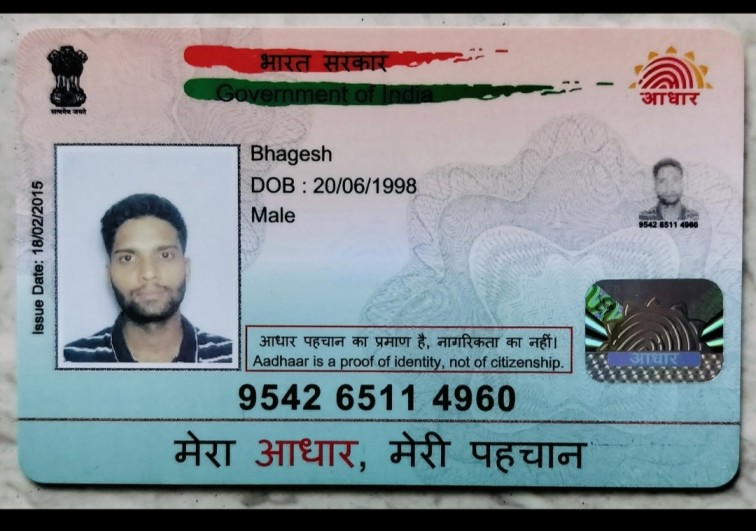 भारत सरकार
Government of India
सत्यमेव जयते
आधार
Issue Date: 18/02/2015
Bhagesh
DOB : 20/06/1998
Male
9542 6511 4960
आधार पहचान का प्रमाण है, नागरिकता का नहीं।
Aadhaar is a proof of identity, not of citizenship.
आधार
9542 6511 4960
मेरा आधार, मेरी पहचान